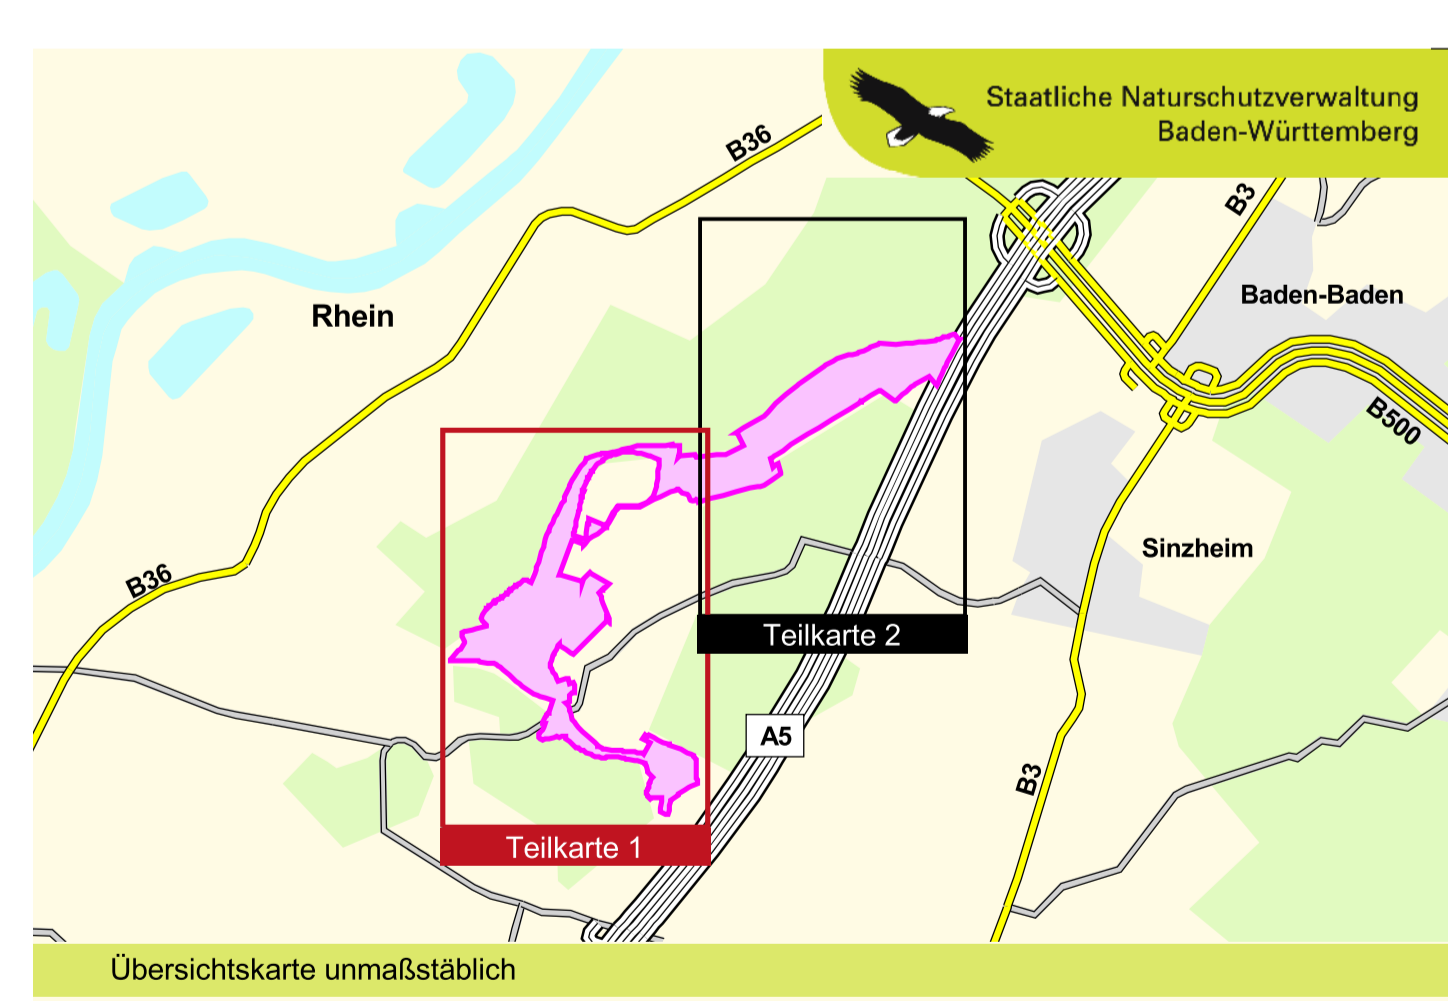 Staatliche Naturschutzverwaltung
Baden-Württemberg
B36
B3
Baden-Baden
Rhein
B500
Sinzheim
B36
Teilkarte 2
A5
B3
Teilkarte 1
Übersichtskarte unmaßstäblich